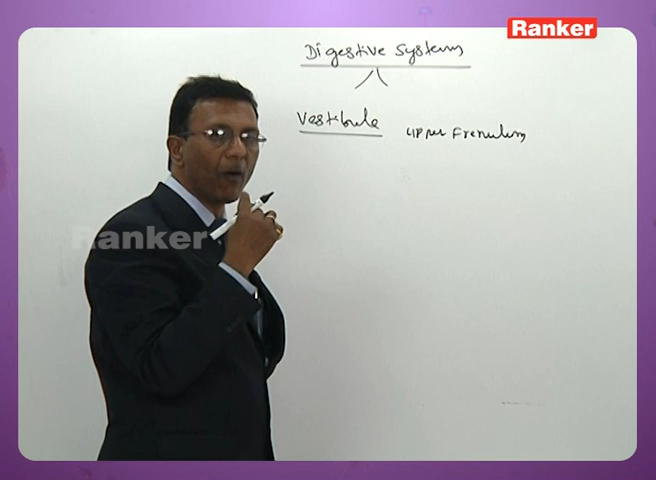 Ranker
Digestive System
Vestibule
Upper Frenulum
Ranker